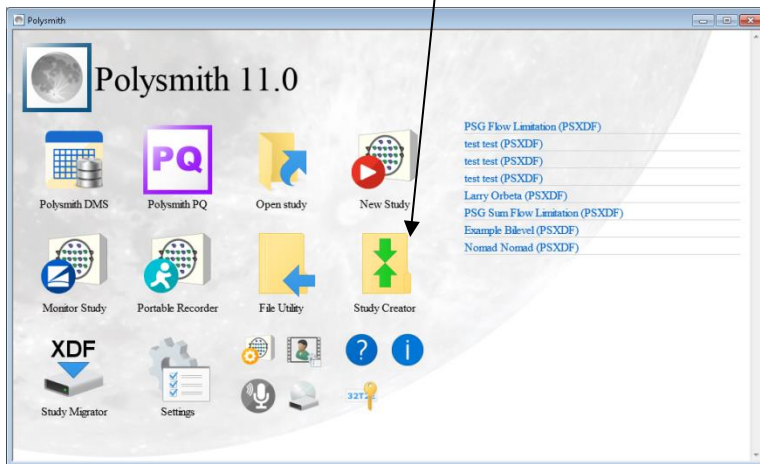 Polysmith
Polysmith 11.0
PQ
Polysmith DMS
Polysmith PQ
Open study
New Study
Monitor Study
Portable Recorder
File Utility
Study Creator
XDF
Study Migrator
Settings
?
i
PSG Flow Limitation (PSXDF)
test test (PSXDF)
test test (PSXDF)
test test (PSXDF)
Larry Orbeta (PSXDF)
PSG Sum Flow Limitation (PSXDF)
Example Bilevel (PSXDF)
Nomad Nomad (PSXDF)